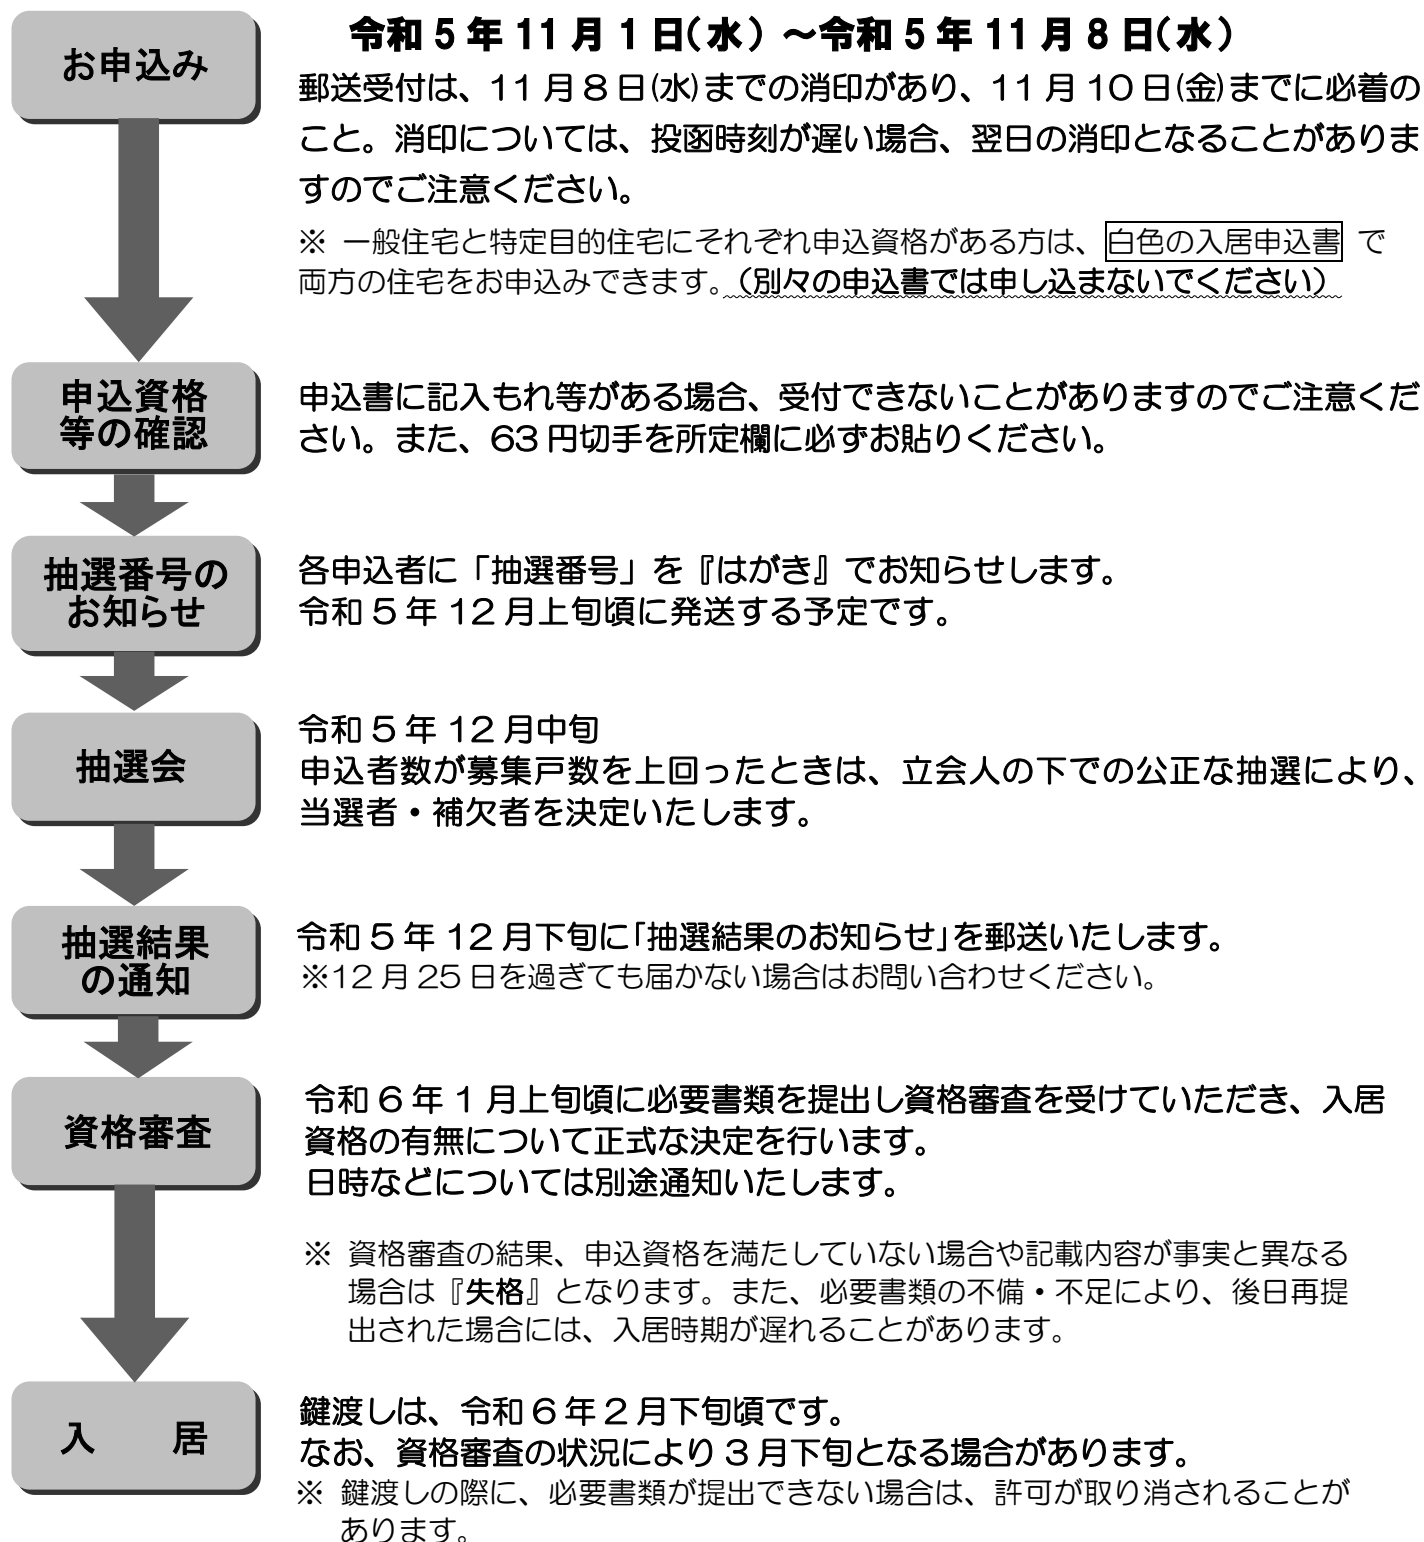 お申込み
令和5年11月1日(水)～令和5年11月8日(水)
郵送受付は、11月8日(水)までの消印があり、11月10日(金)までに必着の
こと。消印については、投函時刻が遅い場合、翌日の消印となることがありま
すのでご注意ください。
※ 一般住宅と特定目的住宅にそれぞれ申込資格がある方は、白色の入居申込書 で
両方の住宅をお申込みできます。（別々の申込書では申し込まないでください）
申込資格
等の確認
申込書に記入もれ等がある場合、受付できないことがありますのでご注意くだ
さい。また、63円切手を所定欄に必ずお貼りください。
抽選番号の
お知らせ
各申込者に「抽選番号」を『はがき』でお知らせします。
令和5年12月上旬頃に発送する予定です。
抽選会
令和5年12月中旬
申込者数が募集戸数を上回ったときは、立会人の下での公正な抽選により、
当選者・補欠者を決定いたします。
抽選結果
の通知
令和5年12月下旬に「抽選結果のお知らせ」を郵送いたします。
※12月25日を過ぎても届かない場合はお問い合わせください。
資格審査
令和6年1月上旬頃に必要書類を提出し資格審査を受けていただき、入居
資格の有無について正式な決定を行います。
日時などについては別途通知いたします。
※ 資格審査の結果、申込資格を満たしていない場合や記載内容が事実と異なる
場合は『失格』となります。また、必要書類の不備・不足により、後日再提
出された場合には、入居時期が遅れることがあります。
入 居
鍵渡しは、令和6年2月下旬頃です。
なお、資格審査の状況により3月下旬となる場合があります。
※ 鍵渡しの際に、必要書類が提出できない場合は、許可が取り消されることが
あります。